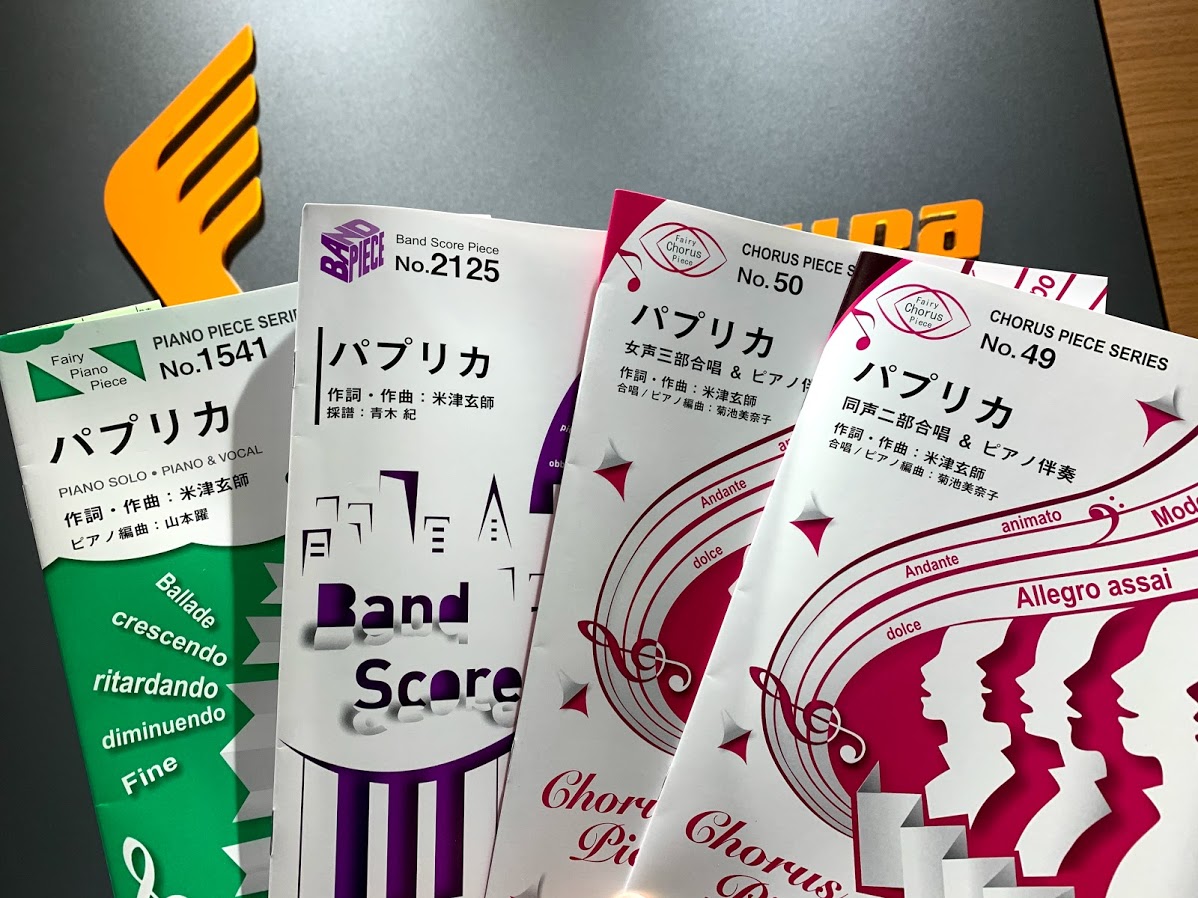 Fairy
Piano
Piece
PIANO PIECE
No.1541
パプリカ
PIANO SOLO • PIANO & VOCAL
作詞・作曲：米津玄師
ピアノ編曲：山本躍
Ballade
crescendo
ritardando
diminuendo
Fine
BAND
PIECE
Band Score Piece
No.2125
パプリカ
作詞・作曲：米津玄師
採譜：青木 紀
Band
Score
Fairy
Chorus
Piece
CHORUS PIECE
No.50
パプリカ
女声三部合唱 & ピアノ
作詞・作曲：米津玄師
合唱/ピアノ編曲：菊池美奈子
Andante
dolce
Fairy
Chorus
Piece
CHORUS PIECE SERIES
No.49
パプリカ
同声二部合唱 & ピアノ伴奏
作詞・作曲：米津玄師
合唱/ピアノ編曲：菊池美奈子
animato
Andante
Allegro assai
dolce
Chorus